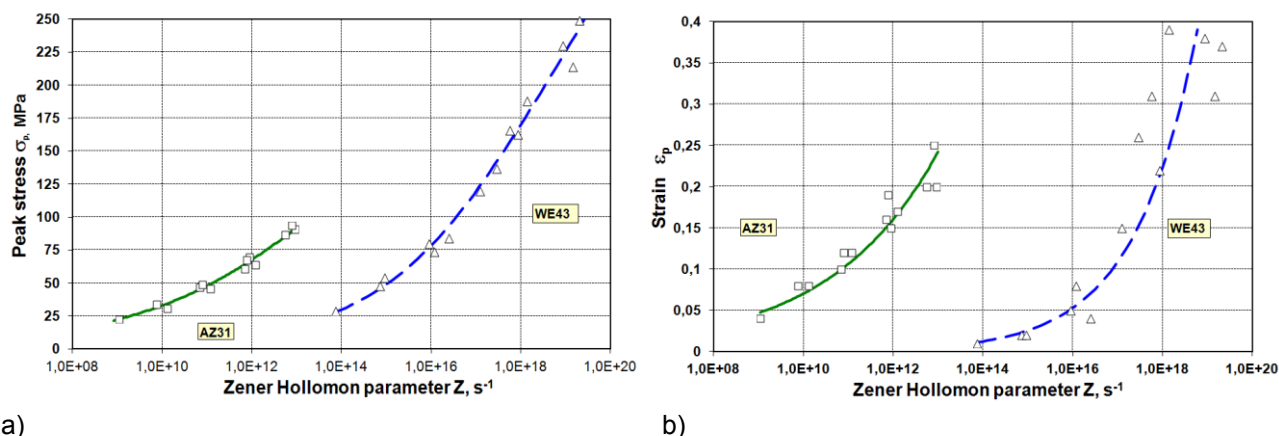 Peak stress σp, MPa
250
225
200
175
150
125
100
75
50
25
0
AZ31
WE43
1,0E+08 1,0E+10 1,0E+12 1,0E+14 1,0E+16 1,0E+18 1,0E+20
Zener Hollomon parameter Z, s-1
a)
Strain εp
0,4
0,35
0,3
0,25
0,2
0,15
0,1
0,05
0
AZ31
WE43
1,0E+08 1,0E+10 1,0E+12 1,0E+14 1,0E+16 1,0E+18 1,0E+20
Zener Hollomon parameter Z, s-1
b)